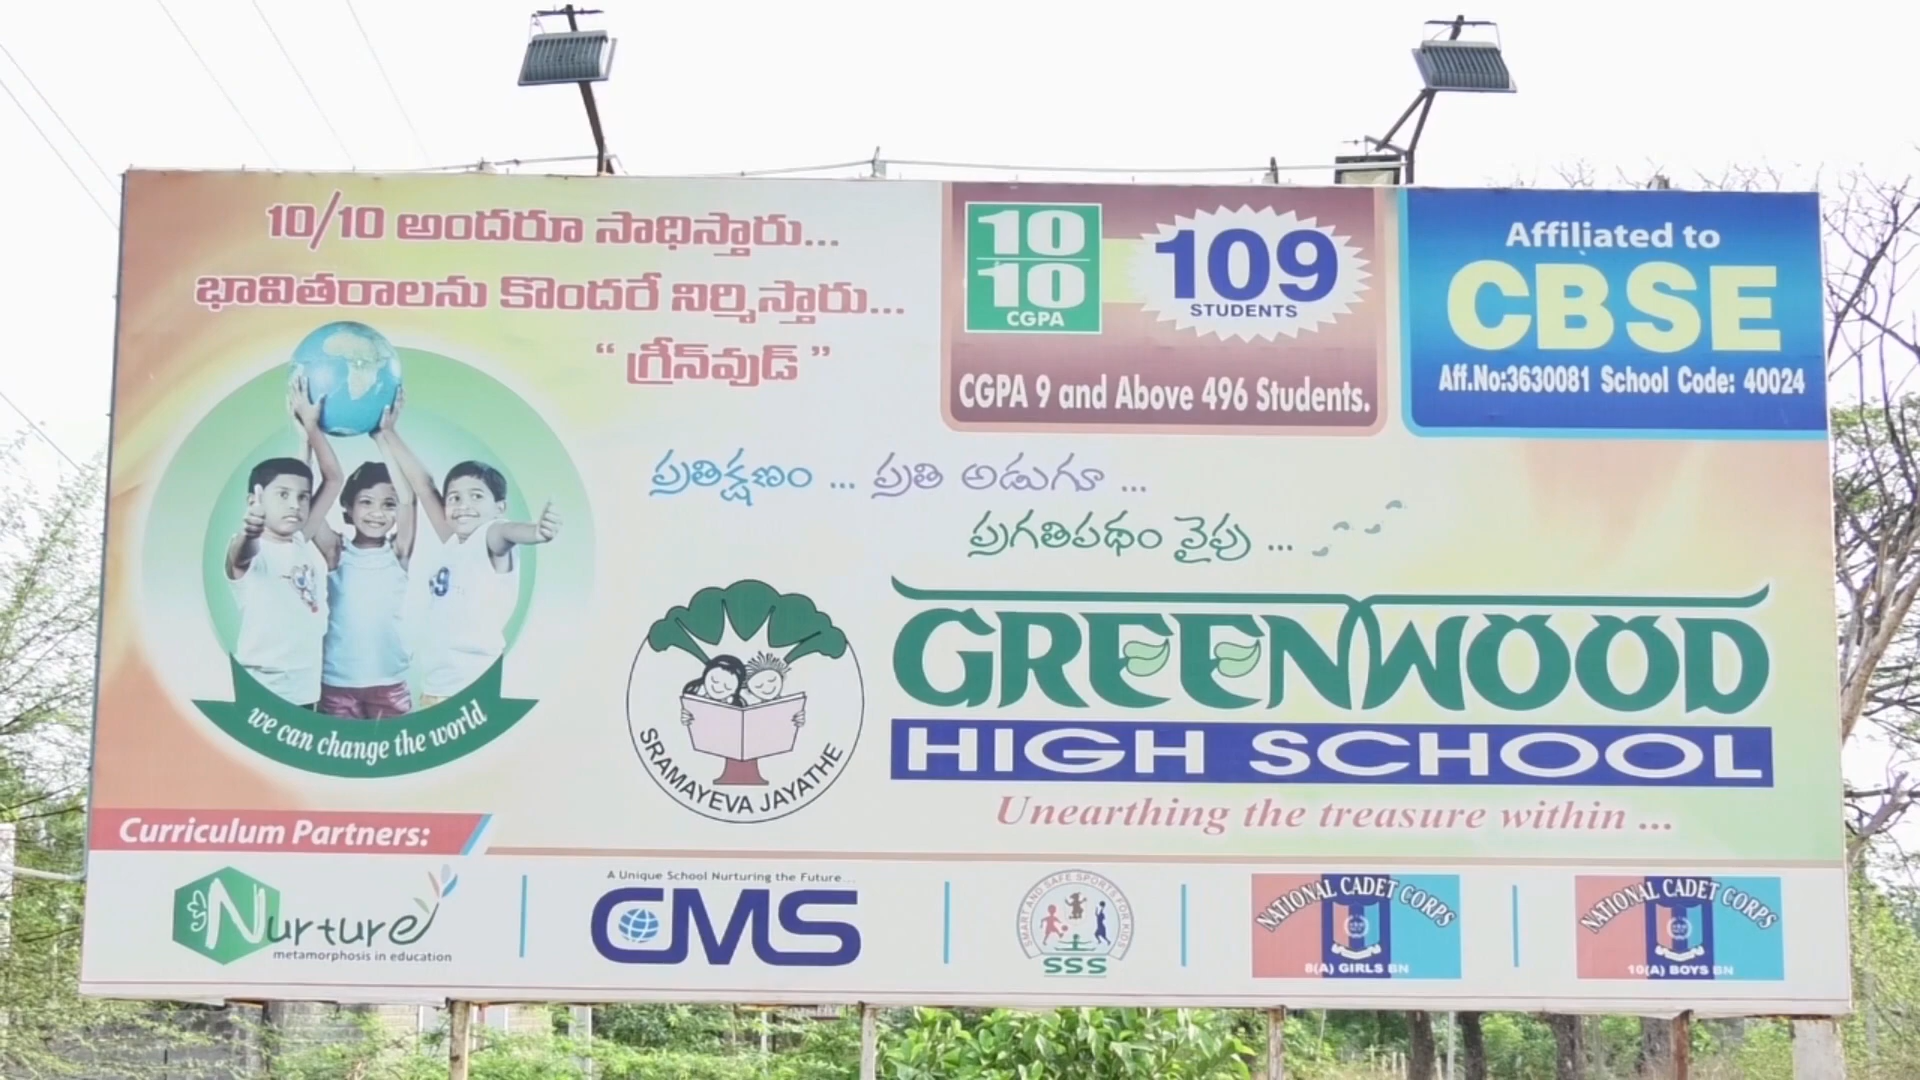 10/10 అందరూ సాధిస్తారు...
భావితరాలను కొందరే నిర్మిస్తారు...
“ గ్రీన్‌వుడ్ ”
10
10
CGPA
109
STUDENTS
CGPA 9 and Above 496 Students.
Affiliated to
CBSE
Aff.No:3630081 School Code: 40024
ప్రతిక్షణం ... ప్రతి అడుగూ ...
ప్రగతిపథం వైపు ...
we can change the world
SRAMAYEVA JAYATHE
GREENWOOD
HIGH SCHOOL
Unearthing the treasure within ...
Curriculum Partners:
Nurture
metamorphosis in education
A Unique School Nurturing the Future...
CMS
SMART AND SAFE SPORTS FOR KIDS
SSS
NATIONAL CADET CORPS
8(A) GIRLS BN
NATIONAL CADET CORPS
10(A) BOYS BN